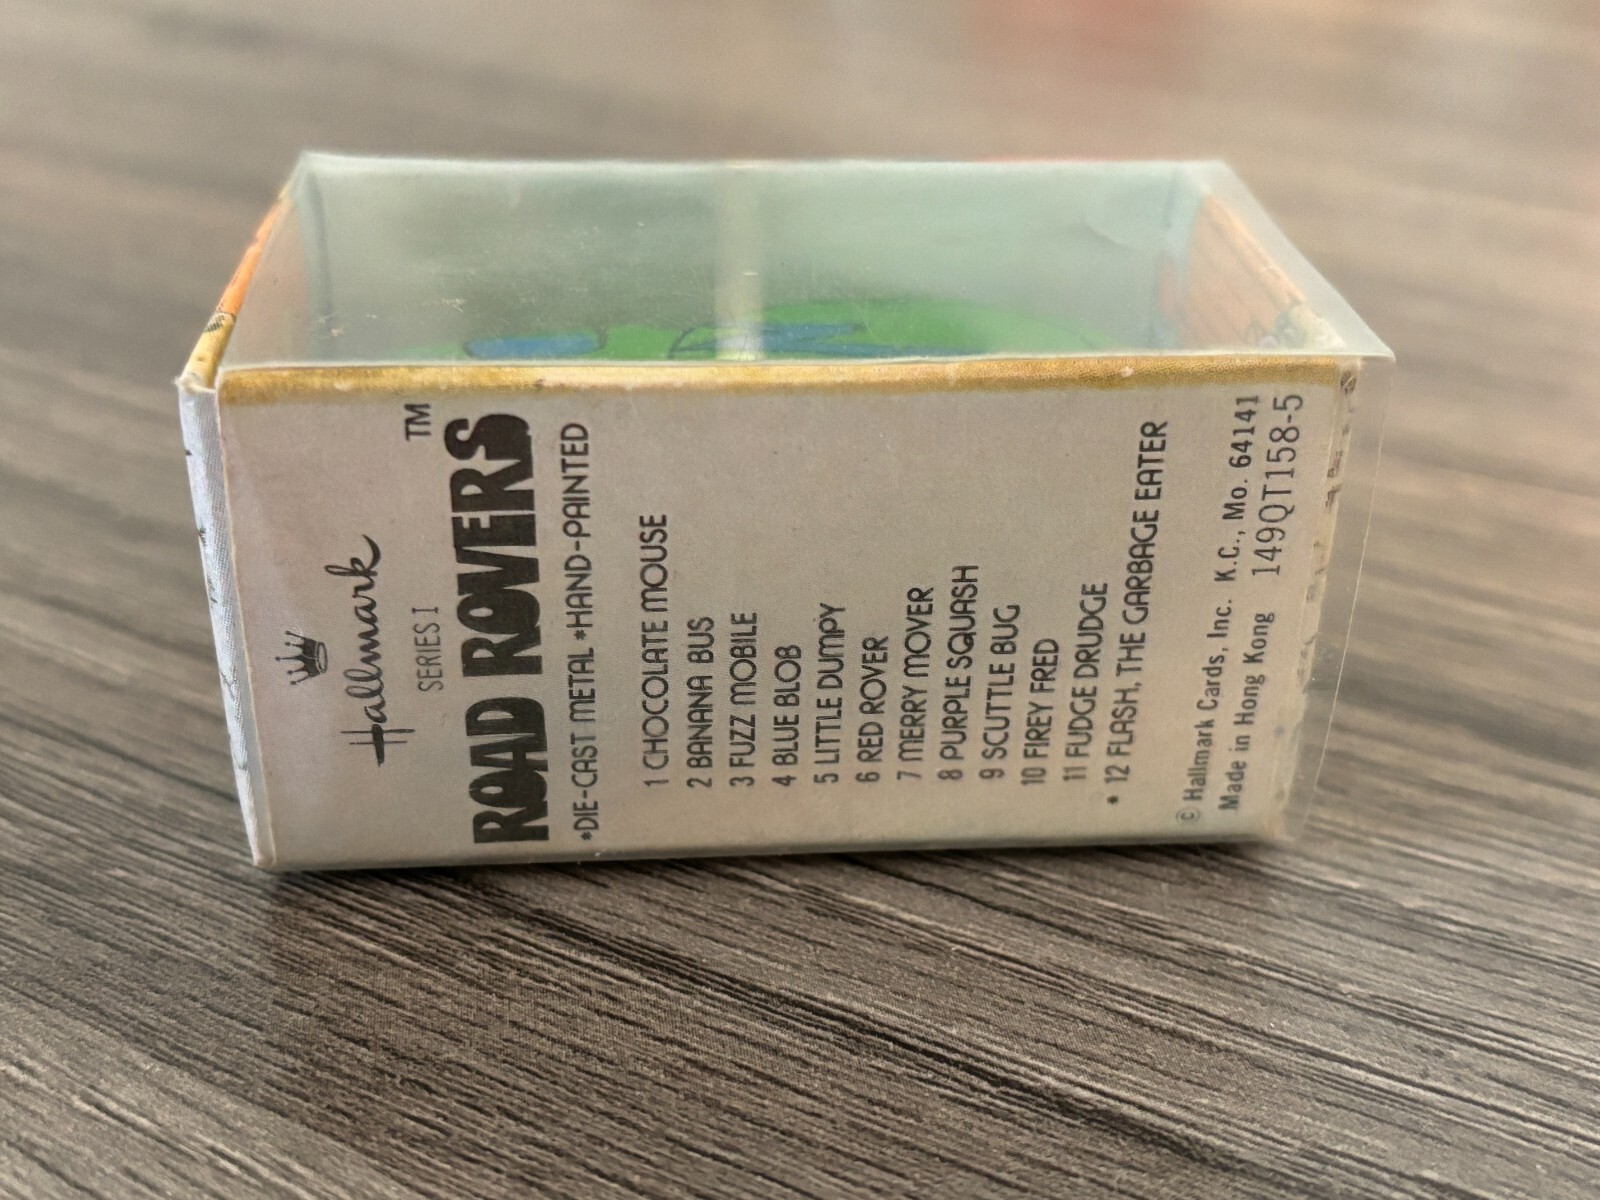 Hallmark
SERIES I
ROAD ROVERS™
*DIE-CAST METAL *HAND-PAINTED
1 CHOCOLATE MOUSE
2 BANANA BUS
3 FUZZ MOBILE
4 BLUE BLOB
5 LITTLE DUMPY
6 RED ROVER
7 MERRY MOVER
8 PURPLE SQUASH
9 SCUTTLE BUG
10 FIREY FRED
11 FUDGE DRUDGE
• 12 FLASH, THE GARBAGE EATER
© Hallmark Cards, Inc. K.C., Mo. 64141
Made in Hong Kong 149QT158-5